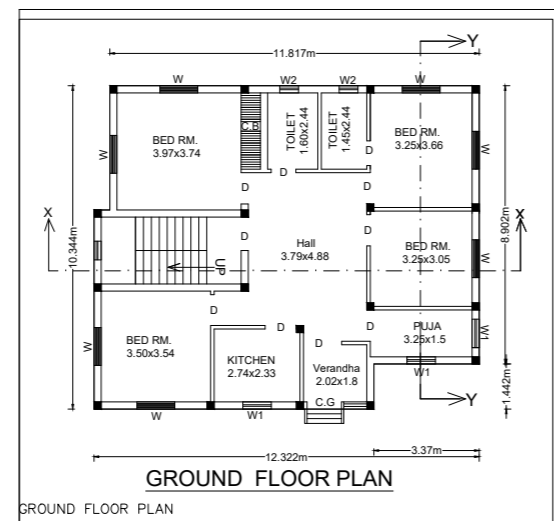 Y
11.817m
W
W2
W2
W
BED RM.
3.97x3.74
W
C.B
TOILET
1.60x2.44
TOILET
1.45x2.44
BED RM.
3.25x3.66
W
D
D
D
D
X
10.344m
D
UP
Hall
3.79x4.88
D
BED RM.
3.25x3.05
W
X
8.902m
BED RM.
3.50x3.54
W
D
D
D
D
PUJA
3.25x1.5
W1
KITCHEN
2.74x2.33
Verandha
2.02x1.8
W1
1.442m
C.G
W
W1
Y
12.322m
3.37m
GROUND FLOOR PLAN
GROUND FLOOR PLAN